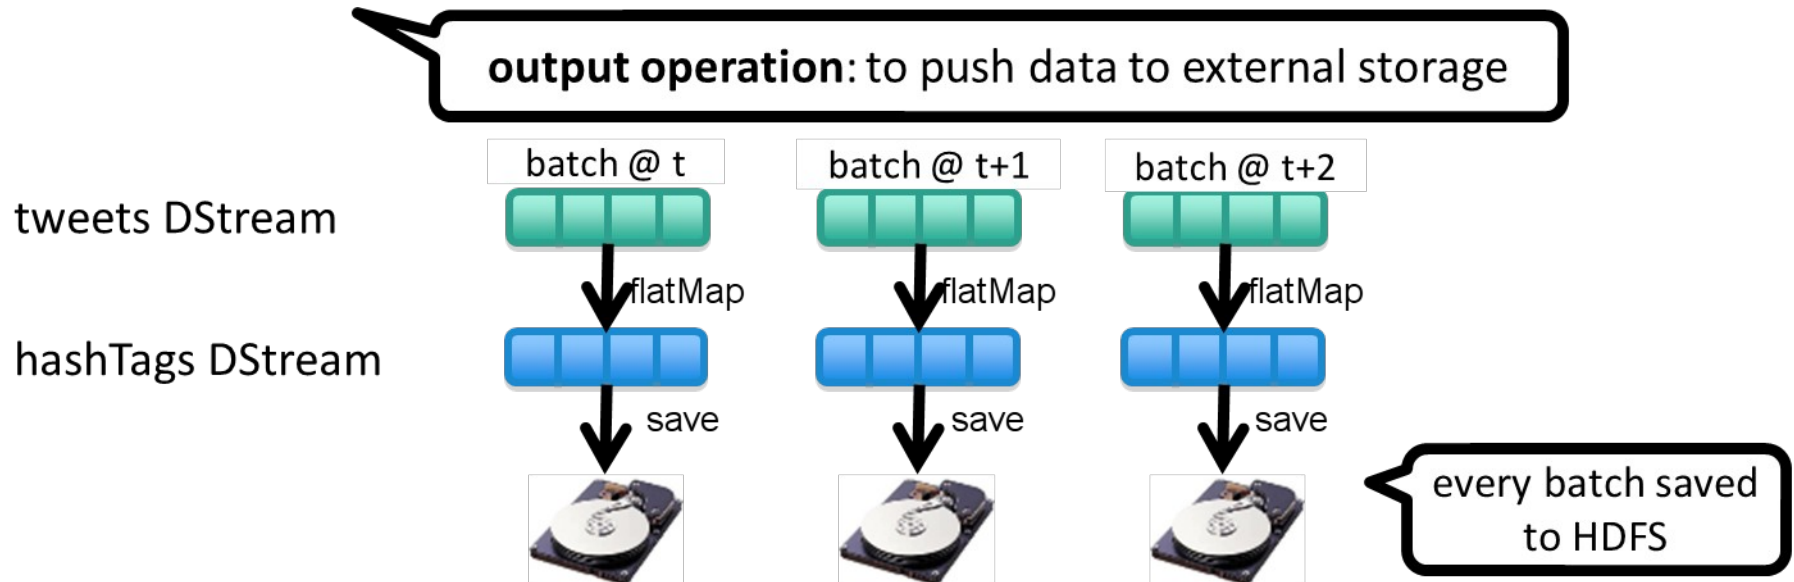 output operation: to push data to external storage
batch @ t
batch @ t+1
batch @ t+2
tweets DStream
flatMap
flatMap
flatMap
hashTags DStream
save
save
save
every batch saved
to HDFS